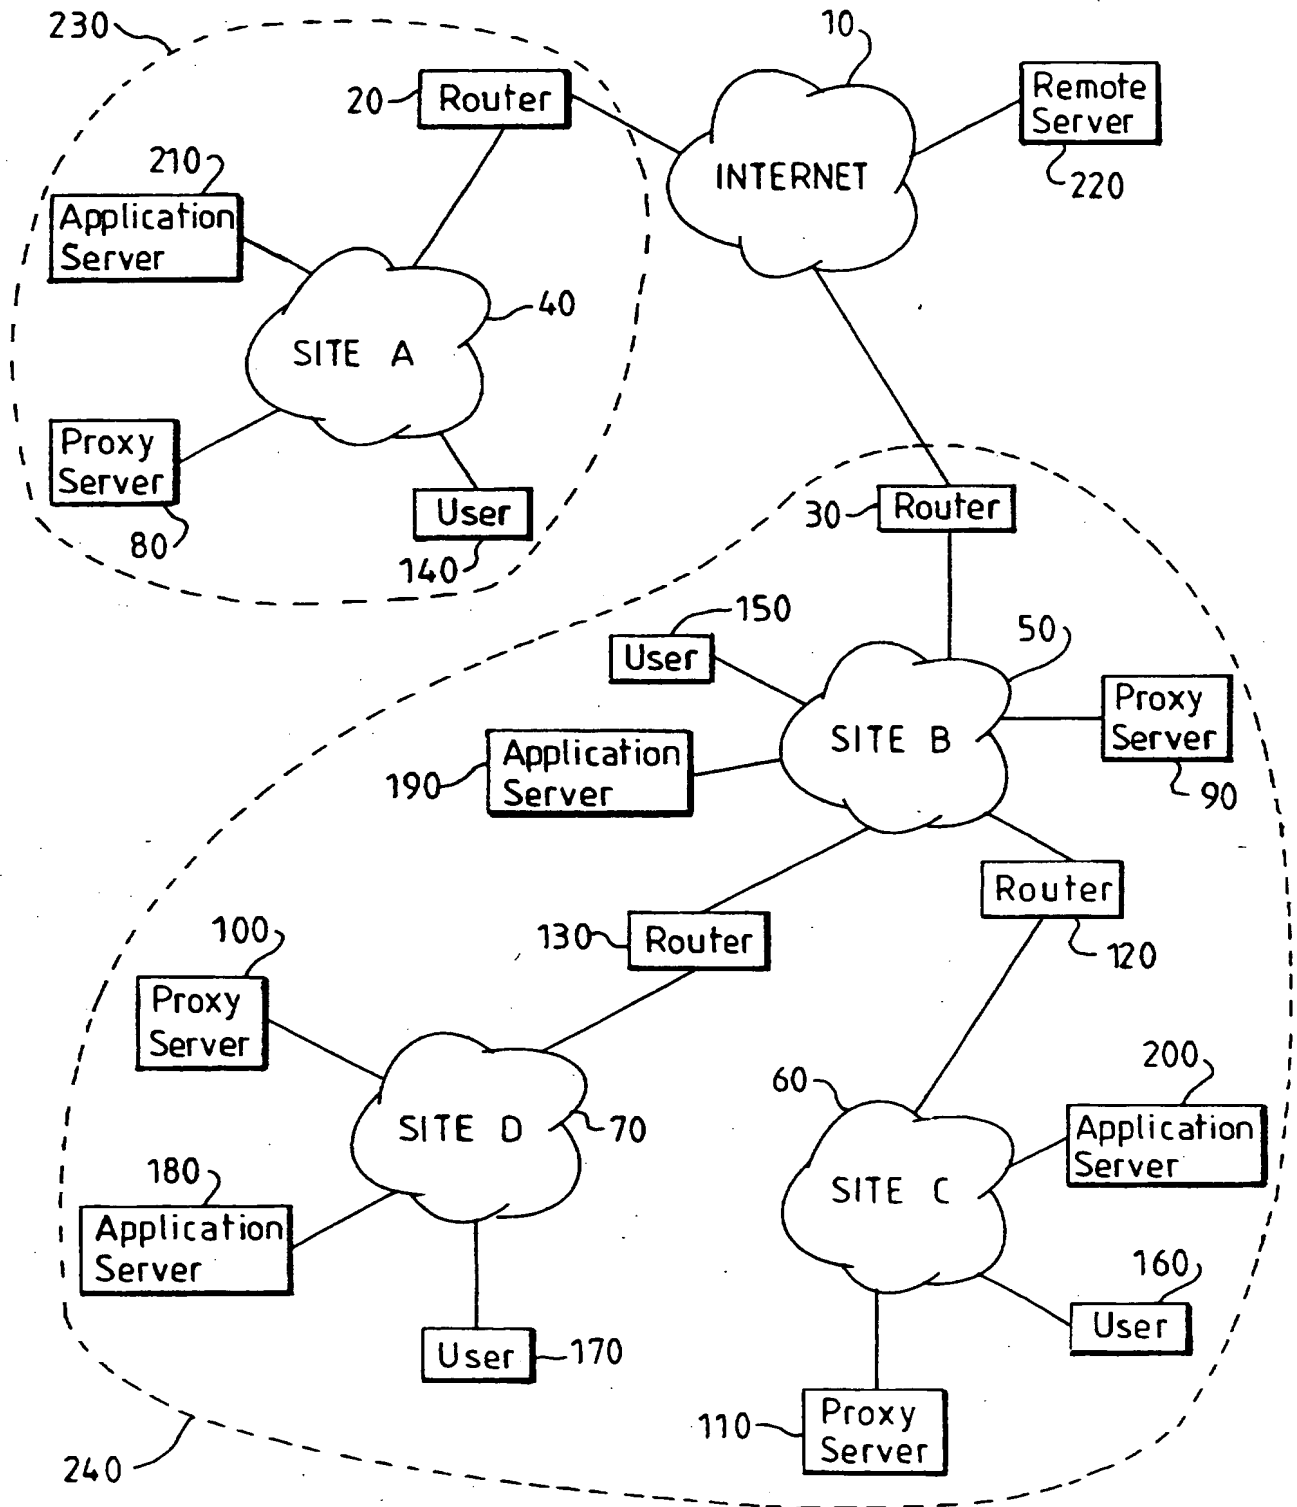 230
10
20
Router
Remote
Server
220
INTERNET
210
Application
Server
40
SITE A
Proxy
Server
80
User
140
30
Router
150
User
50
SITE B
Proxy
Server
90
190
Application
Server
Router
120
130
Router
100
Proxy
Server
SITE D
70
60
200
Application
Server
SITE C
180
Application
Server
160
User
User
170
110
Proxy
Server
240